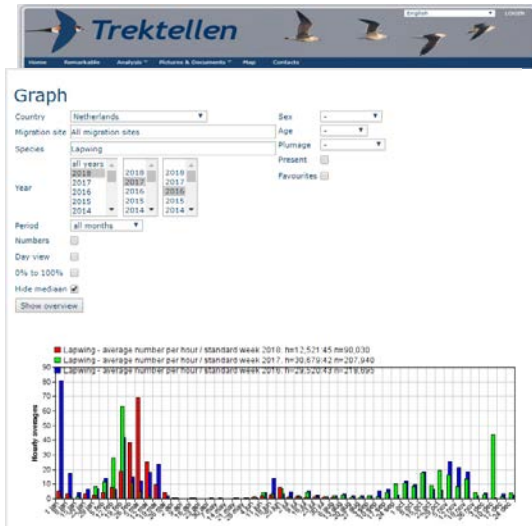 English
LOGIN
Trektellen
Home Remarkable Analysis Pictures & Documents Map Contacts
Graph
Country Netherlands
Migration site All migration sites
Species Lapwing
Year
all years
2018 2018 2018
2017 2017 2017
2016 2016 2016
2015 2015 2015
2014 2014 2014
Period all months
Numbers
Day view
0% to 100%
Hide mediaan
Show overview
Sex -
Age -
Plumage -
Present
Favourites
Lapwing - average number per hour / standard week 2018: h=12,521:45 n=90,030
Lapwing - average number per hour / standard week 2017: h=30,679:42 n=207,940
Lapwing - average number per hour / standard week 2016: h=29,520:43 n=218,695
Hourly averages
90
80
70
60
50
40
30
20
10
0